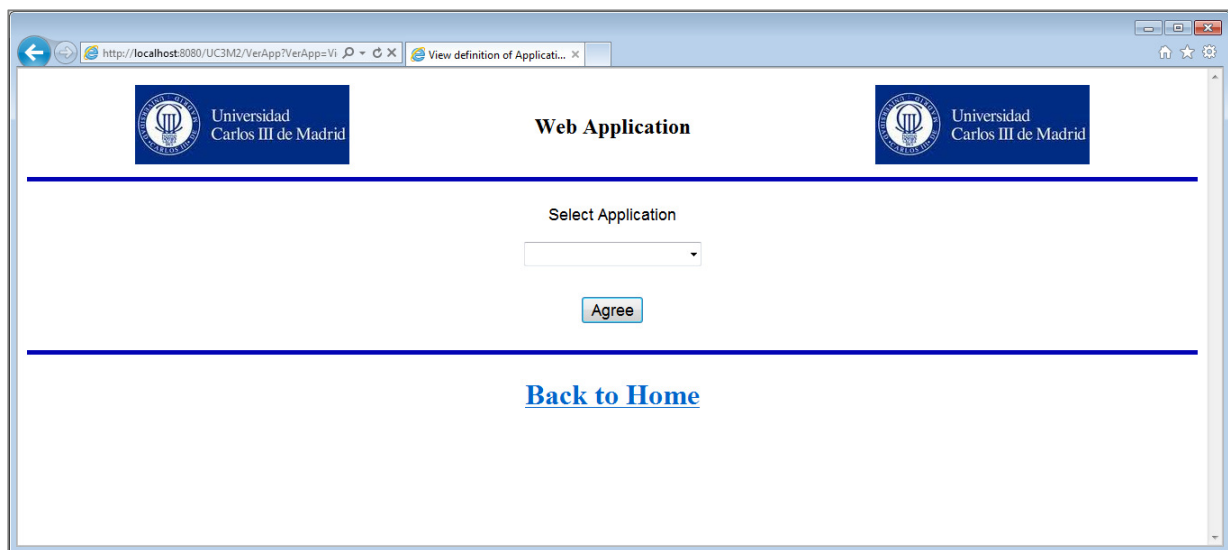 http://localhost:8080/UC3M2/VerApp?VerApp=Vi
View definition of Applicati...
Universidad
Carlos III de Madrid
Web Application
Universidad
Carlos III de Madrid
Select Application
Agree
Back to Home